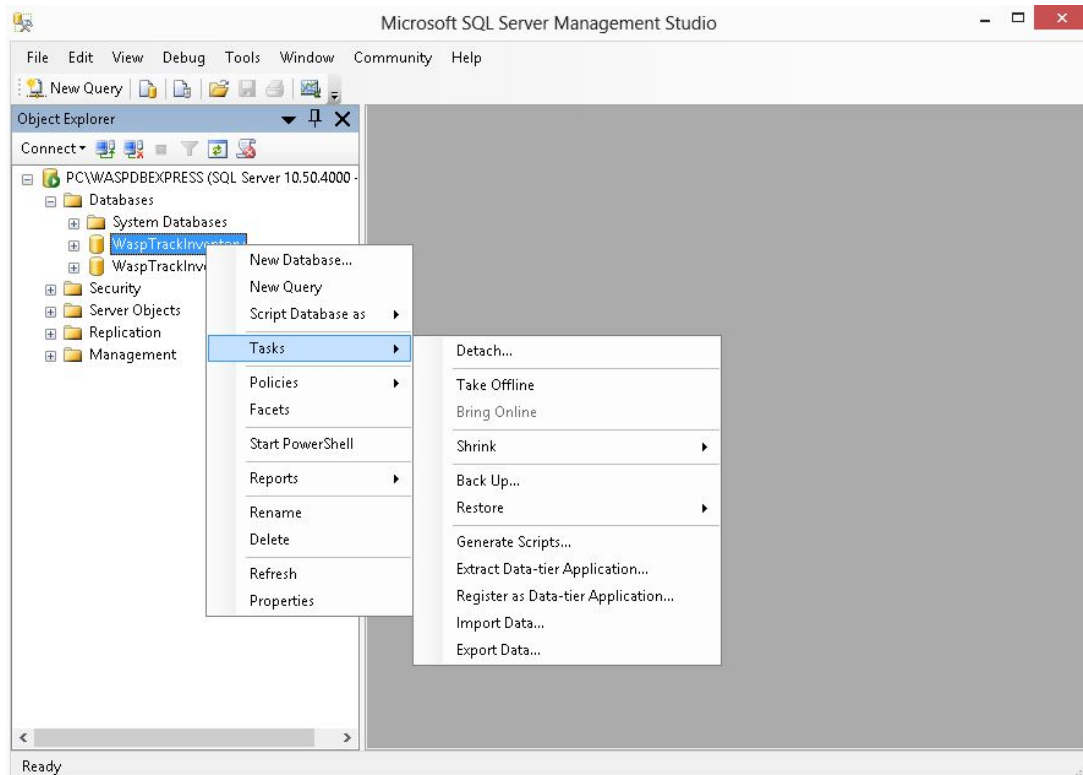 Microsoft SQL Server Management Studio
File Edit View Debug Tools Window Community Help
New Query
Object Explorer
Connect
PC\WASPDBEXPRESS (SQL Server 10.50.4000 -
Databases
System Databases
WaspTrackInventory
WaspTrackInv
Security
Server Objects
Replication
Management
New Database...
New Query
Script Database as
Tasks
Policies
Facets
Start PowerShell
Reports
Rename
Delete
Refresh
Properties
Detach...
Take Offline
Bring Online
Shrink
Back Up...
Restore
Generate Scripts...
Extract Data-tier Application...
Register as Data-tier Application...
Import Data...
Export Data...
Ready